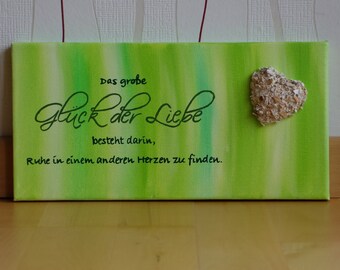 Das große
Glück der Liebe
besteht darin,
Ruhe in einem anderen Herzen zu finden.